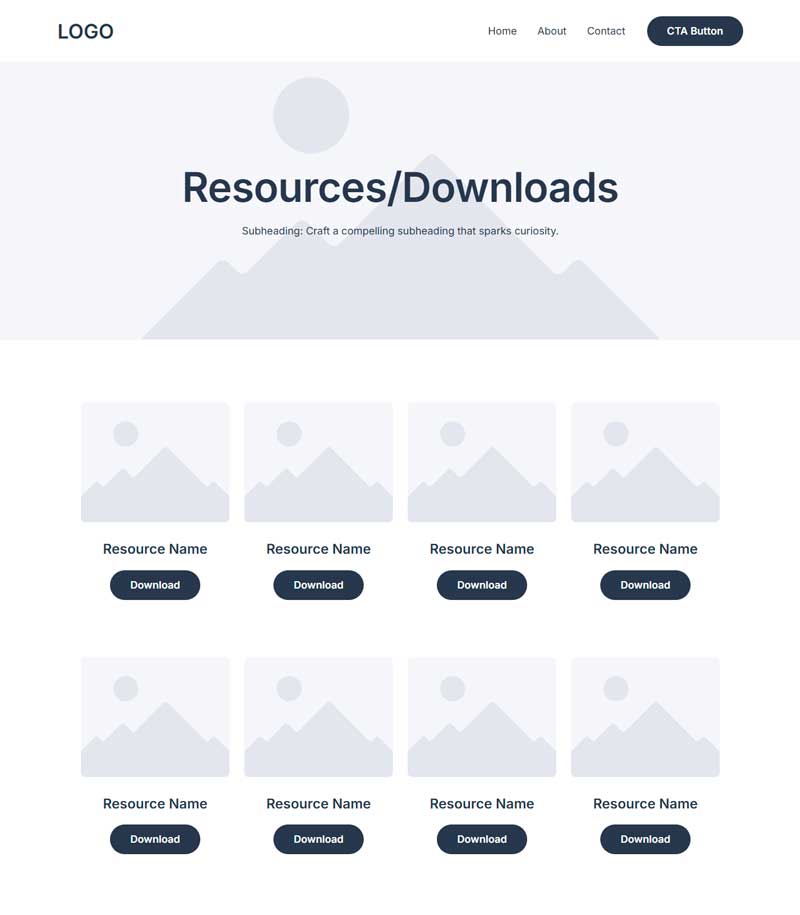 LOGO
Home About Contact CTA Button
Resources/Downloads
Subheading: Craft a compelling subheading that sparks curiosity.
Resource Name Resource Name Resource Name Resource Name
Download Download Download Download
Resource Name Resource Name Resource Name Resource Name
Download Download Download Download